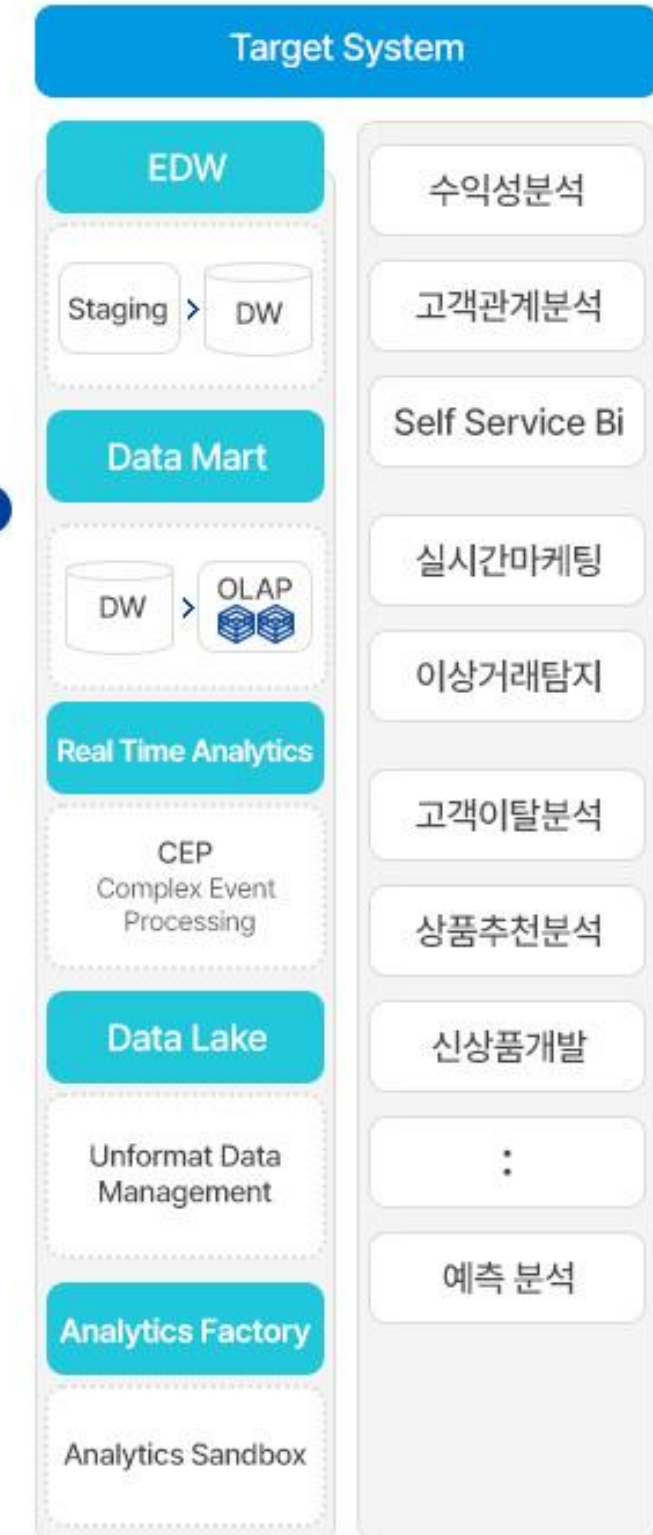 Target System
EDW
Staging > DW
Data Mart
DW > OLAP
Real Time Analytics
CEP
Complex Event
Processing
Data Lake
Unformat Data
Management
Analytics Factory
Analytics Sandbox
수익성분석
고객관계분석
Self Service Bi
실시간마케팅
이상거래탐지
고객이탈분석
상품추천분석
신상품개발
:
예측 분석